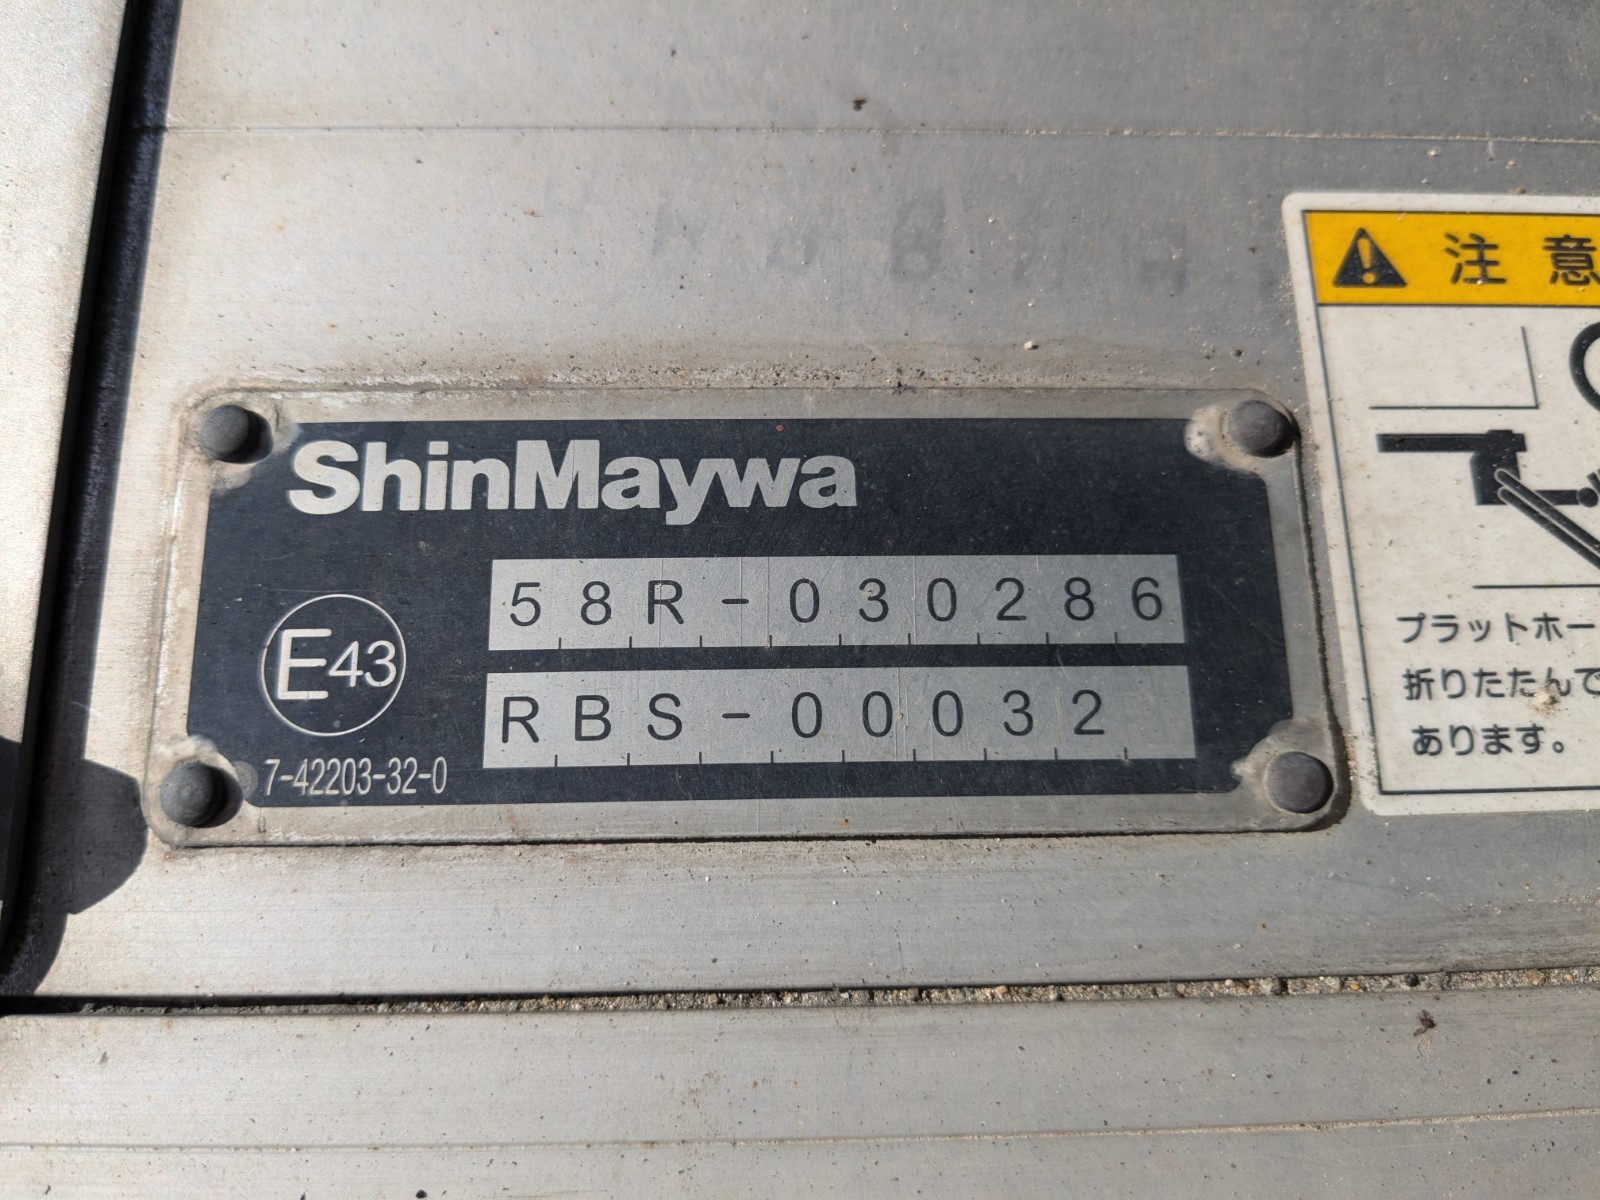 ShinMaywa
58R-030286
E43
RBS-00032
7-42203-32-0
注意
プラットホー
折りたたんで
あります。